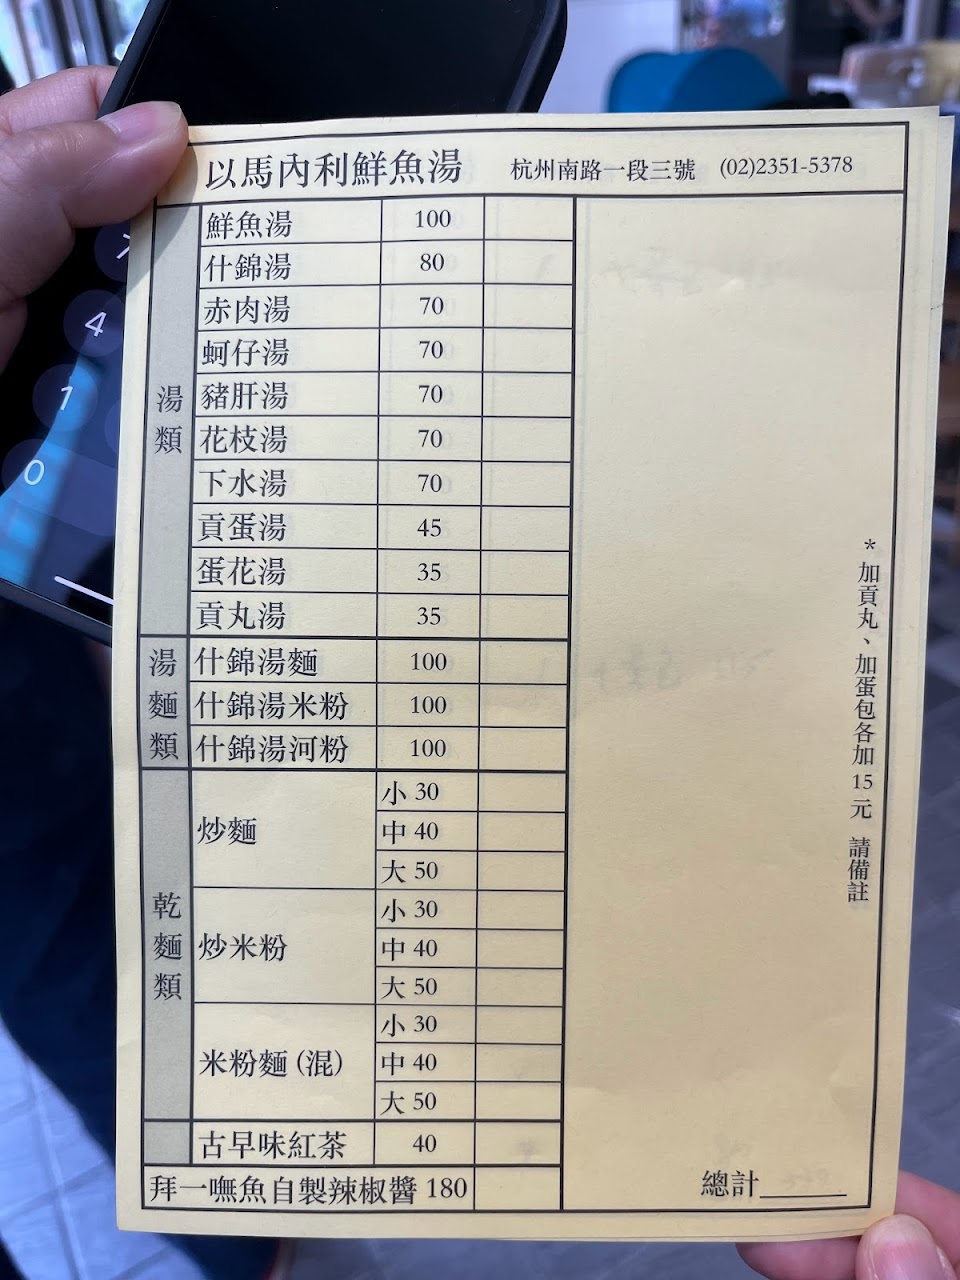 以馬內利鮮魚湯 杭州南路一段三號 (02)2351-5378
湯類
鮮魚湯 100
什錦湯 80
赤肉湯 70
蚵仔湯 70
豬肝湯 70
花枝湯 70
下水湯 70
貢蛋湯 45
蛋花湯 35
貢丸湯 35
湯麵類
什錦湯麵 100
什錦湯米粉 100
什錦湯河粉 100
乾麵類
炒麵
小 30
中 40
大 50
炒米粉
小 30
中 40
大 50
米粉麵(混)
小 30
中 40
大 50
古早味紅茶 40
拜一嘸魚自製辣椒醬 180
*加貢丸、加蛋包各加15元 請備註
總計
4
1
0